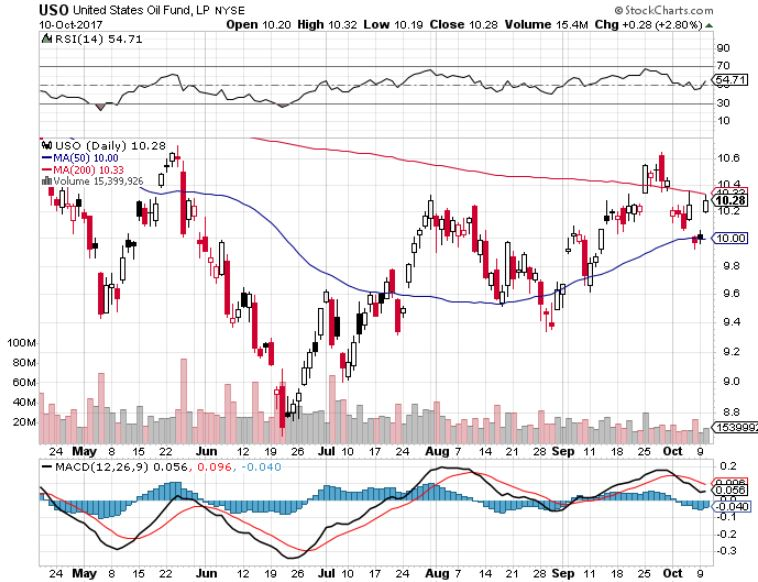 USO United States Oil Fund, LP NYSE © StockCharts.com
10-Oct-2017 Open 10.20 High 10.32 Low 10.19 Close 10.28 Volume 15.4M Chg +0.28 (+2.80%)
RSI(14) 54.71
90
70
54.71
50
30
10
USO (Daily) 10.28
MA(50) 10.00
MA(200) 10.33
Volume 15,399,926
10.6
10.4
10.33
10.28
10.2
10.00
9.8
9.6
9.4
9.2
9.0
8.8
100M
80M
60M
40M
20M
1539992
24 May 8 15 22 Jun 12 19 26 Jul 10 17 24 Aug 7 14 21 28 Sep 11 18 25 Oct 9
MACD(12,26,9) 0.056, 0.096, -0.040
0.2
0.096
0.056
-0.040
-0.1
-0.2
-0.3
24 May 8 15 22 Jun 12 19 26 Jul 10 17 24 Aug 7 14 21 28 Sep 11 18 25 Oct 9